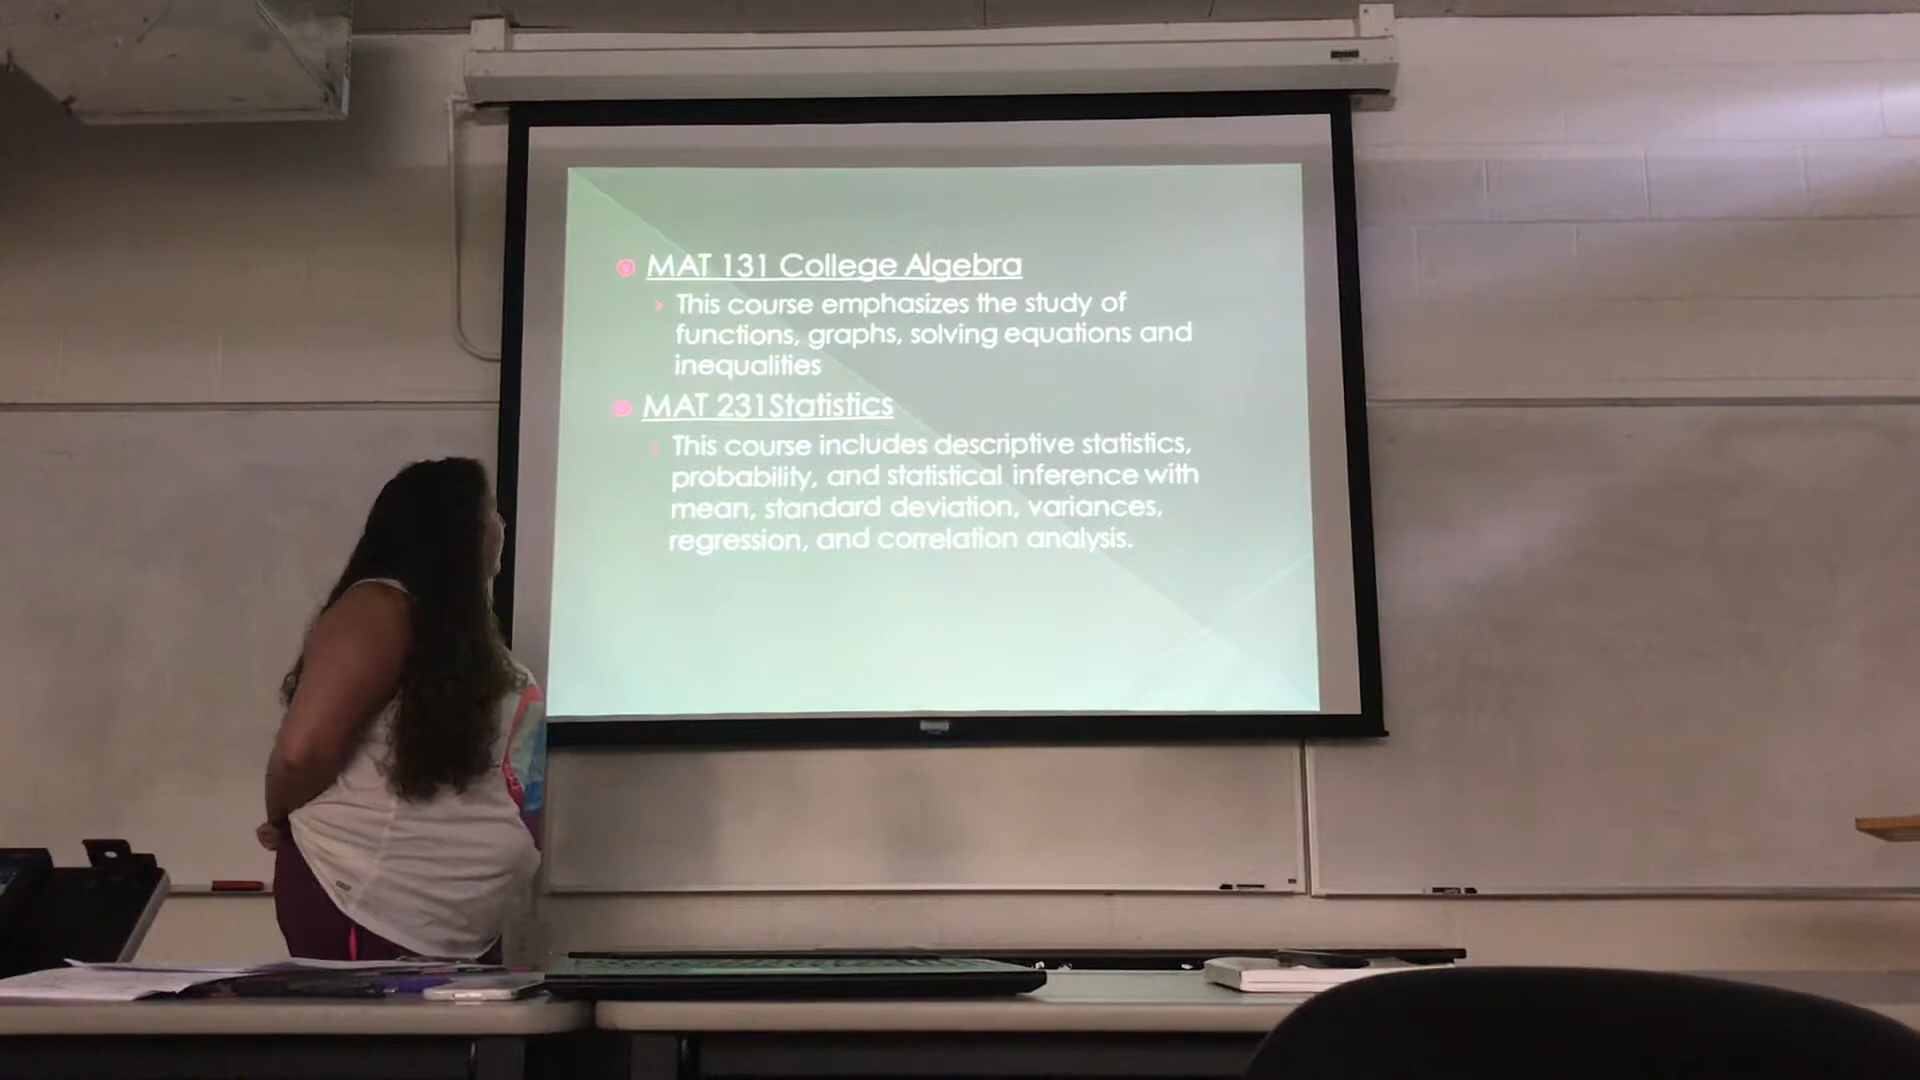 MAT 131 College Algebra
This course emphasizes the study of
functions, graphs, solving equations and
inequalities
MAT 231Statistics
This course includes descriptive statistics,
probability, and statistical inference with
mean, standard deviation, variances,
regression, and correlation analysis.